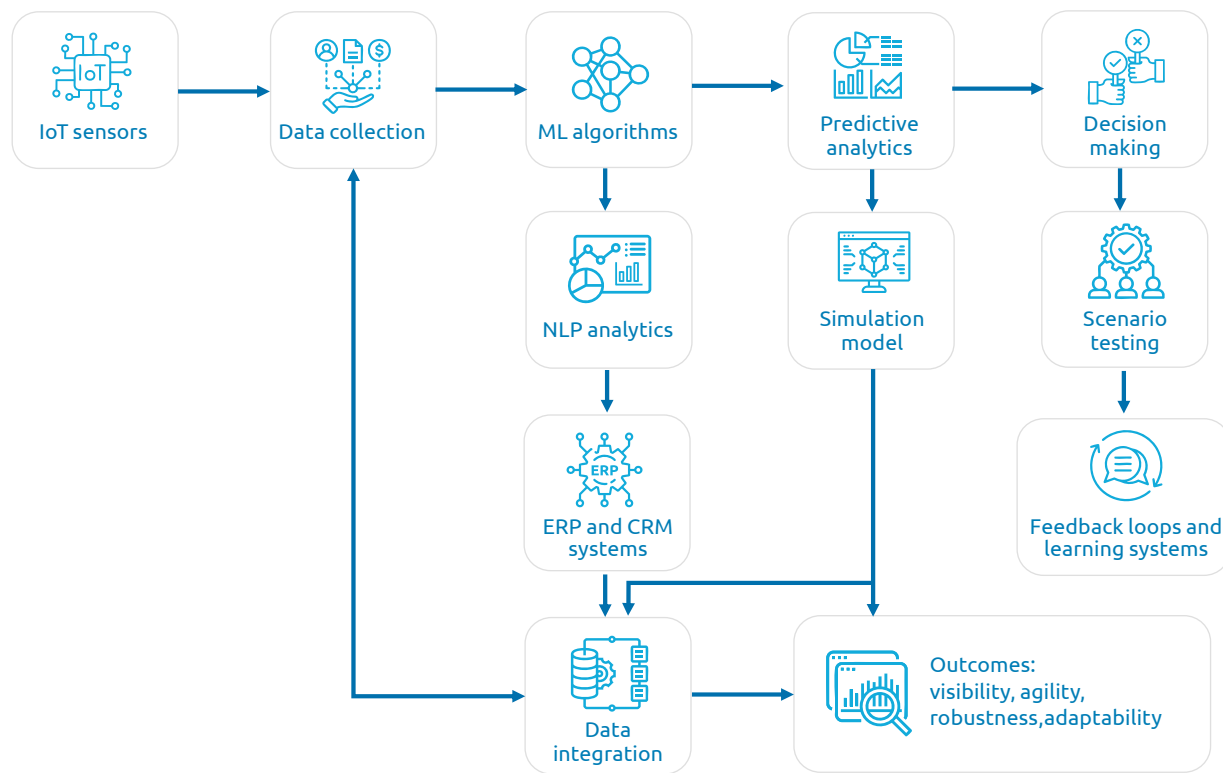 IoT
IoT sensors
$
Data collection
ML algorithms
Predictive
analytics
Decision
making
NLP analytics
Simulation
model
Scenario
testing
ERP
ERP and CRM
systems
Feedback loops and
learning systems
Data
integration
Outcomes:
visibility, agility,
robustness,adaptability